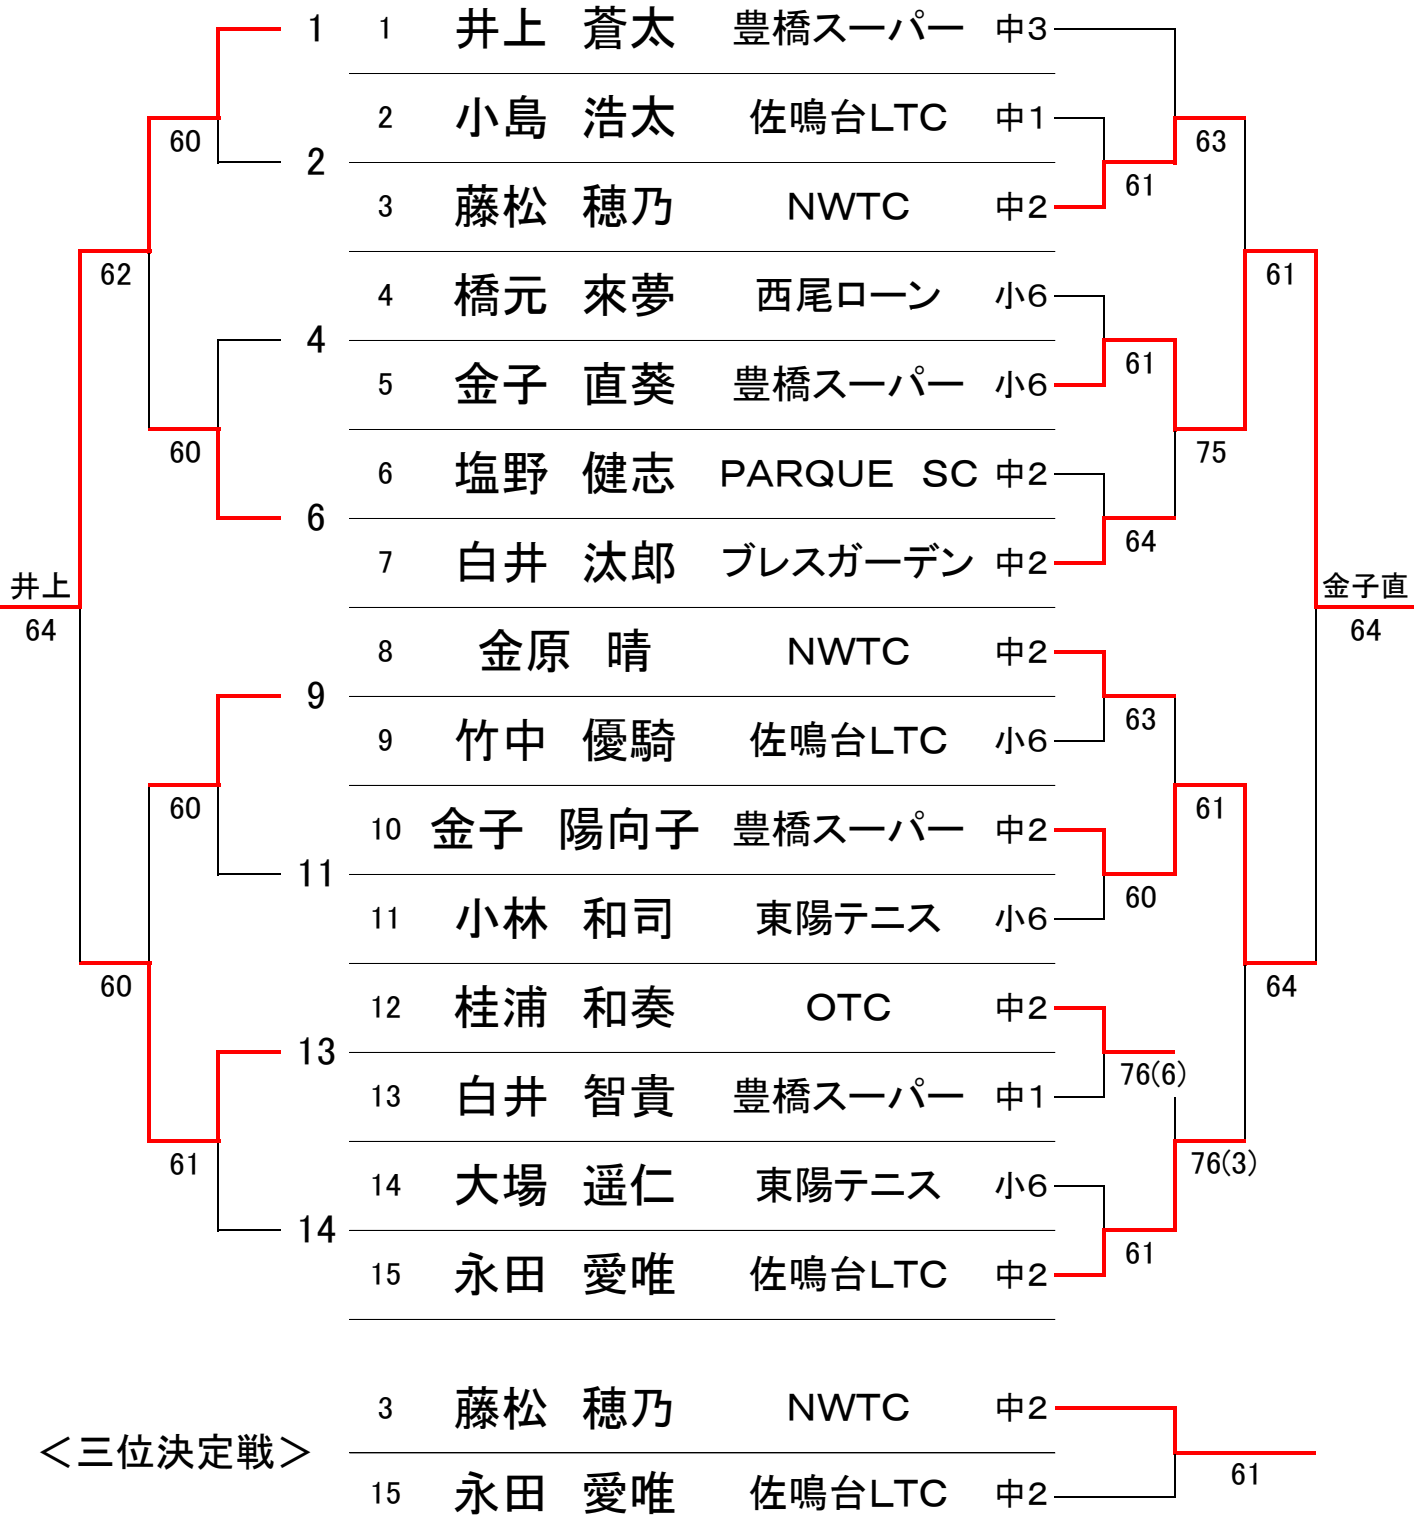 1 1 井上 蒼太 豊橋スーパー 中3
2 小島 浩太 佐鳴台LTC 中1
60 63
2
61
3 藤松 穂乃 NWTC 中2
62 61
4 橋元 來夢 西尾ローン 小6
4
61
5 金子 直葵 豊橋スーパー 小6
60 75
6 塩野 健志 PARQUE SC 中2
6
64
7 白井 汰郎 ブレスガーデン 中2
井上 金子直
64 64
8 金原 晴 NWTC 中2
9
63
9 竹中 優騎 佐鳴台LTC 小6
60 61
10 金子 陽向子 豊橋スーパー 中2
11
60
11 小林 和司 東陽テニス 小6
60 64
12 桂浦 和奏 OTC 中2
13
76(6)
13 白井 智貴 豊橋スーパー 中1
61 76(3)
14 大場 遥仁 東陽テニス 小6
14
61
15 永田 愛唯 佐鳴台LTC 中2
3 藤松 穂乃 NWTC 中2
＜三位決定戦＞
61
15 永田 愛唯 佐鳴台LTC 中2